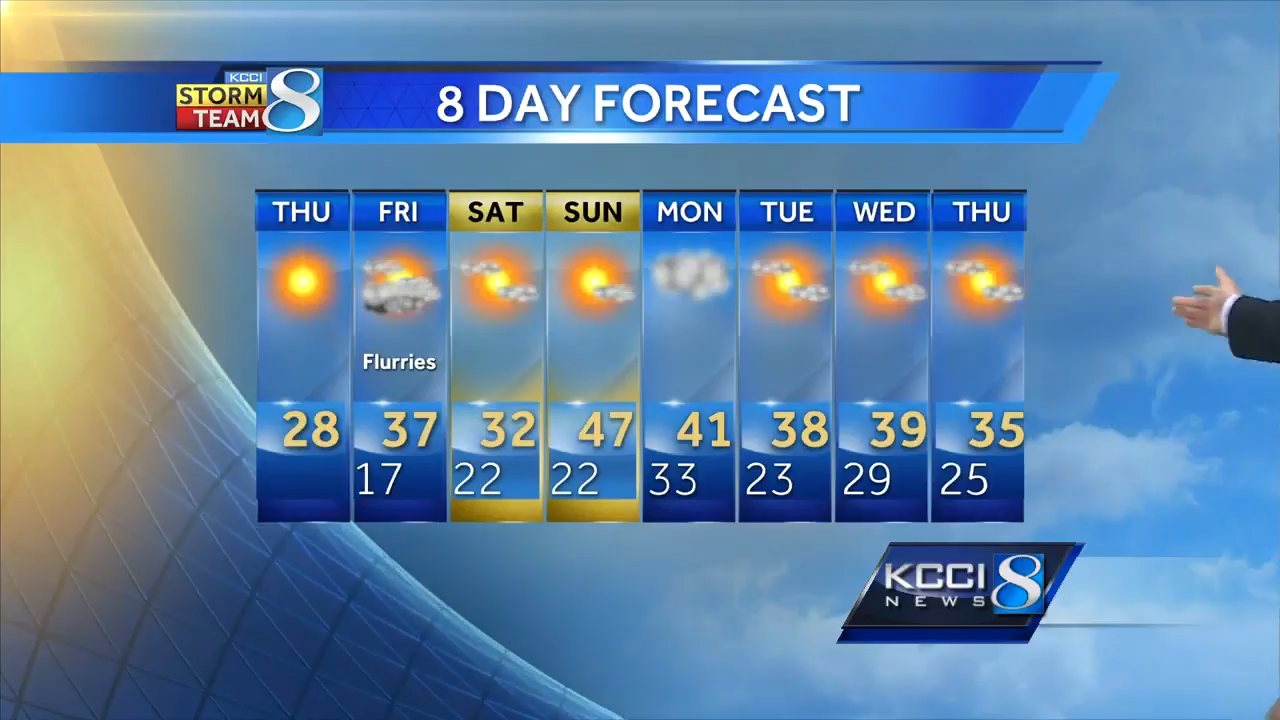 KCCI
STORM
TEAM
8
8 DAY FORECAST
THU FRI SAT SUN MON TUE WED THU
Flurries
28 37 32 47 41 38 39 35
17 22 22 33 23 29 25
KCCI 8
NEWS